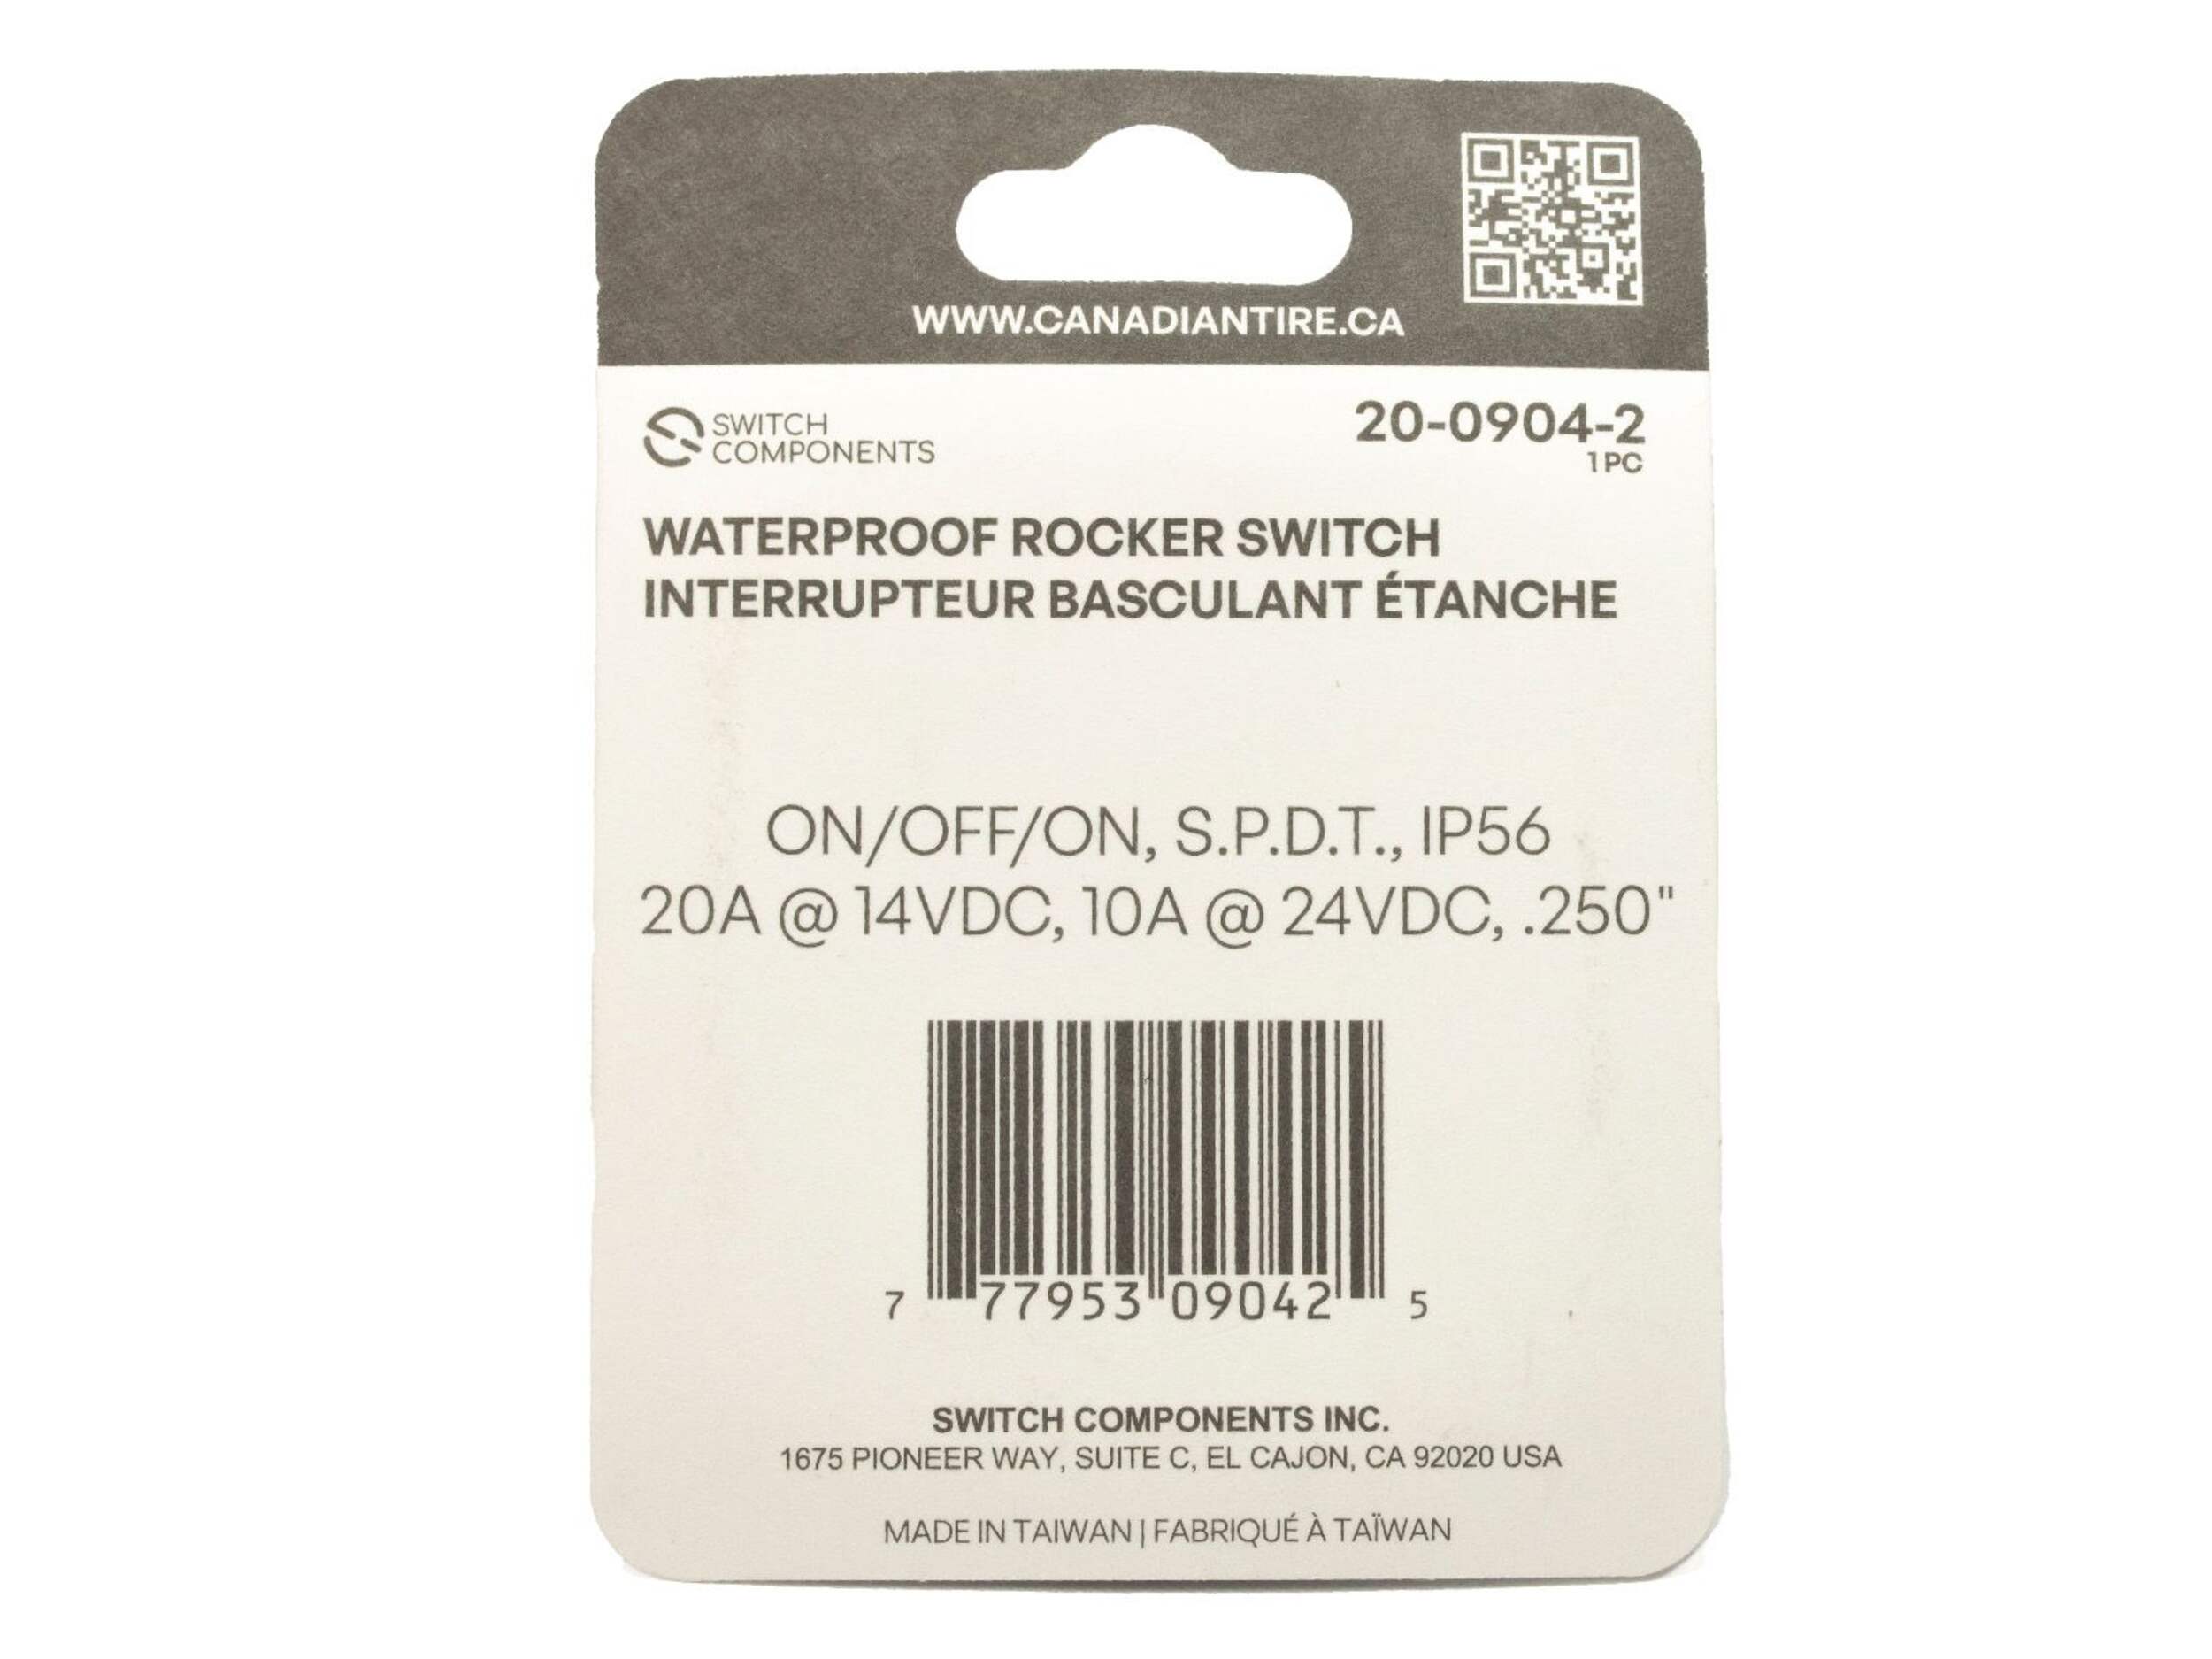 WWW.CANADIANTIRE.CA
SWITCH
COMPONENTS
20-0904-2
1 PC
WATERPROOF ROCKER SWITCH
INTERRUPTEUR BASCULANT ÉTANCHE
ON/OFF/ON, S.P.D.T., IP56
20A @ 14VDC, 10A @ 24VDC, .250"
7 77953 09042 5
SWITCH COMPONENTS INC.
1675 PIONEER WAY, SUITE C, EL CAJON, CA 92020 USA
MADE IN TAIWAN | FABRIQUÉ À TAÏWAN